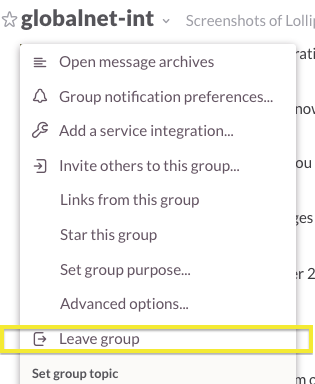 globalnet-int Screenshots of Lolli
Open message archives
Group notification preferences...
Add a service integration...
Invite others to this group...
Links from this group
Star this group
Set group purpose...
Advanced options...
Leave group
Set group topic